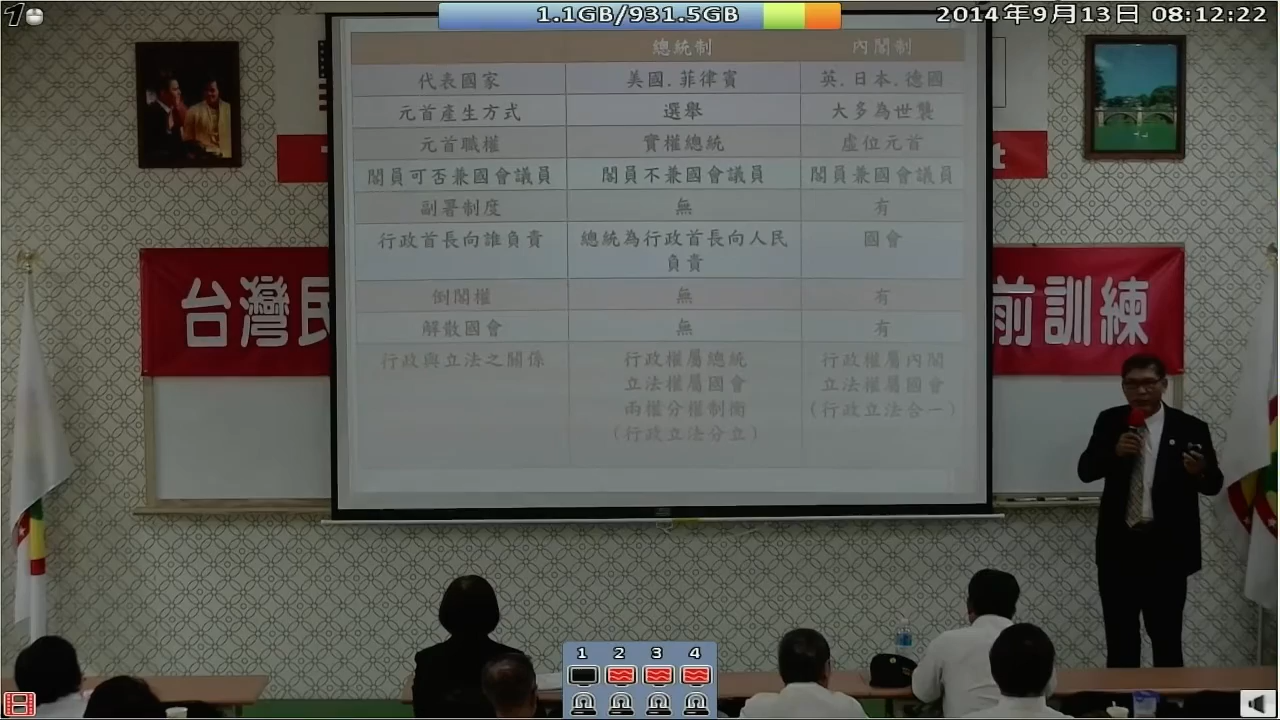 1
1.1GB/931.5GB
2014年9月13日 08:12:22
總統制 內閣制
代表國家 美國.菲律賓 英.日本.德國
元首產生方式 選舉 大多為世襲
元首職權 實權總統 虛位元首
閣員可否兼國會議員 閣員不兼國會議員 閣員兼國會議員
副署制度 無 有
行政首長向誰負責 總統為行政首長向人民
負責 國會
倒閣權 無 有
解散國會 無 有
行政與立法之關係 行政權屬總統 行政權屬內閣
立法權屬國會 立法權屬國會
兩權分權制衡 (行政立法合一)
(行政立法分立)
t
台灣民
前訓練
1 2 3 4